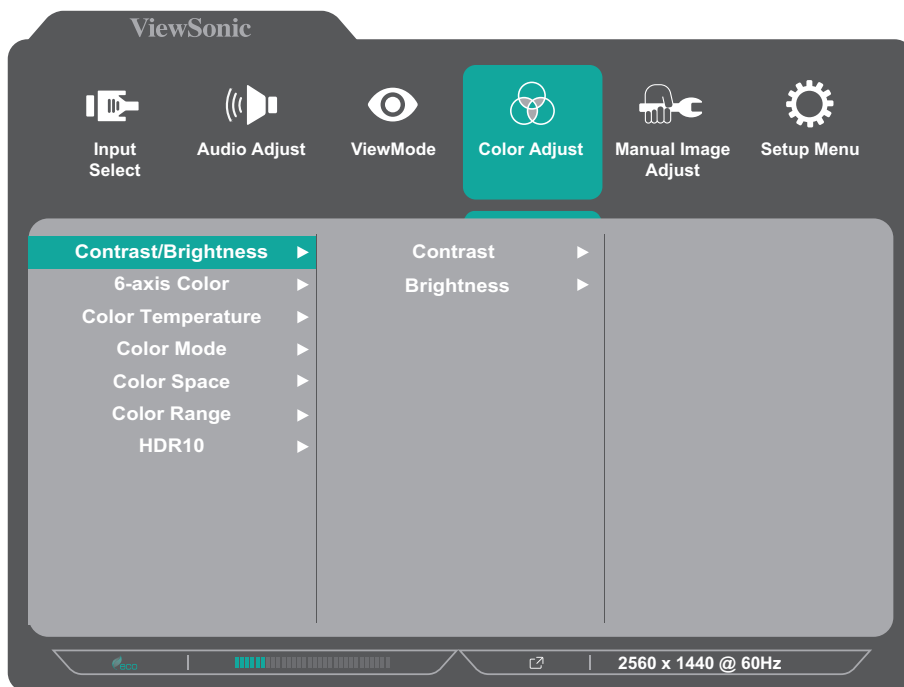 ViewSonic
Input
Select
Audio Adjust
ViewMode
Color Adjust
Manual Image
Adjust
Setup Menu
Contrast/Brightness
6-axis Color
Color Temperature
Color Mode
Color Space
Color Range
HDR10
Contrast
Brightness
eco
2560 x 1440 @ 60Hz